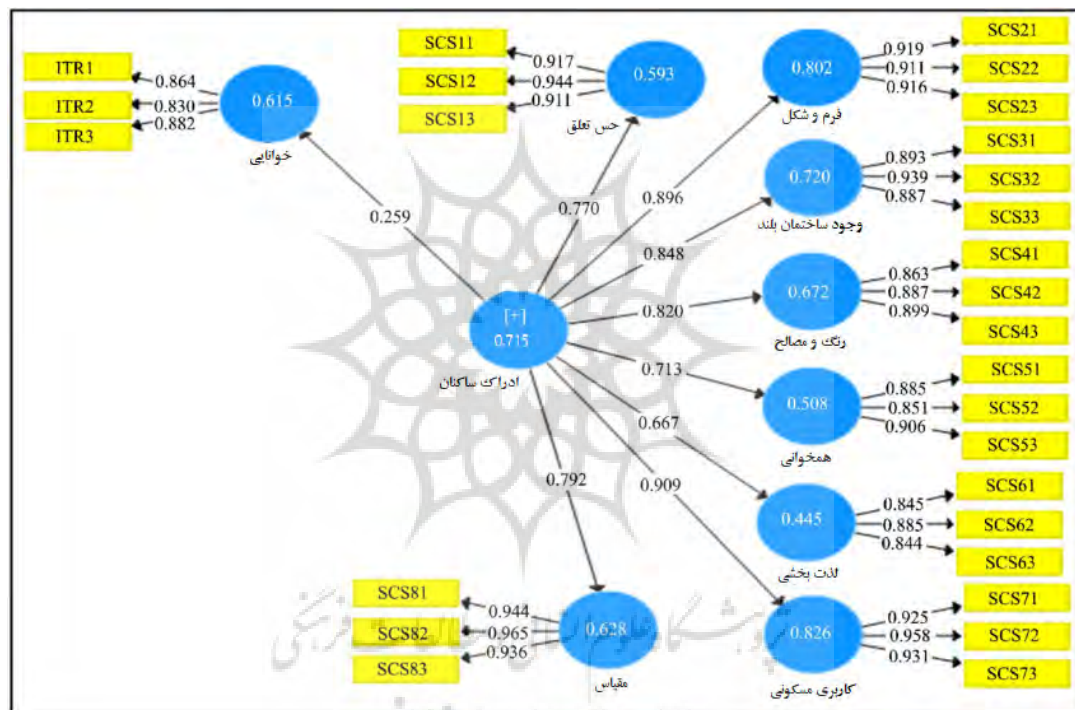 ITR1
ITR2
ITR3
0.864
0.830
0.882
0.615
خوانایی
SCS11
SCS12
SCS13
0.917
0.944
0.911
0.593
حس تعلق
0.802
فرم و شکل
0.919
0.911
0.916
SCS21
SCS22
SCS23
0.720
وجود ساختمان بلند
0.893
0.939
0.887
SCS31
SCS32
SCS33
0.672
رنگ و مصالح
0.863
0.887
0.899
SCS41
SCS42
SCS43
0.508
همخوانی
0.885
0.851
0.906
SCS51
SCS52
SCS53
0.445
لذت بخشی
0.845
0.885
0.844
SCS61
SCS62
SCS63
0.826
کاربری مسکونی
0.925
0.958
0.931
SCS71
SCS72
SCS73
SCS81
SCS82
SCS83
0.944
0.965
0.936
0.628
مقیاس
[+]
0.715
ادراک ساکنان
0.259
0.770
0.896
0.848
0.820
0.713
0.667
0.909
0.792
پژوهشگاه علوم انسانی و مطالعات فرهنگی